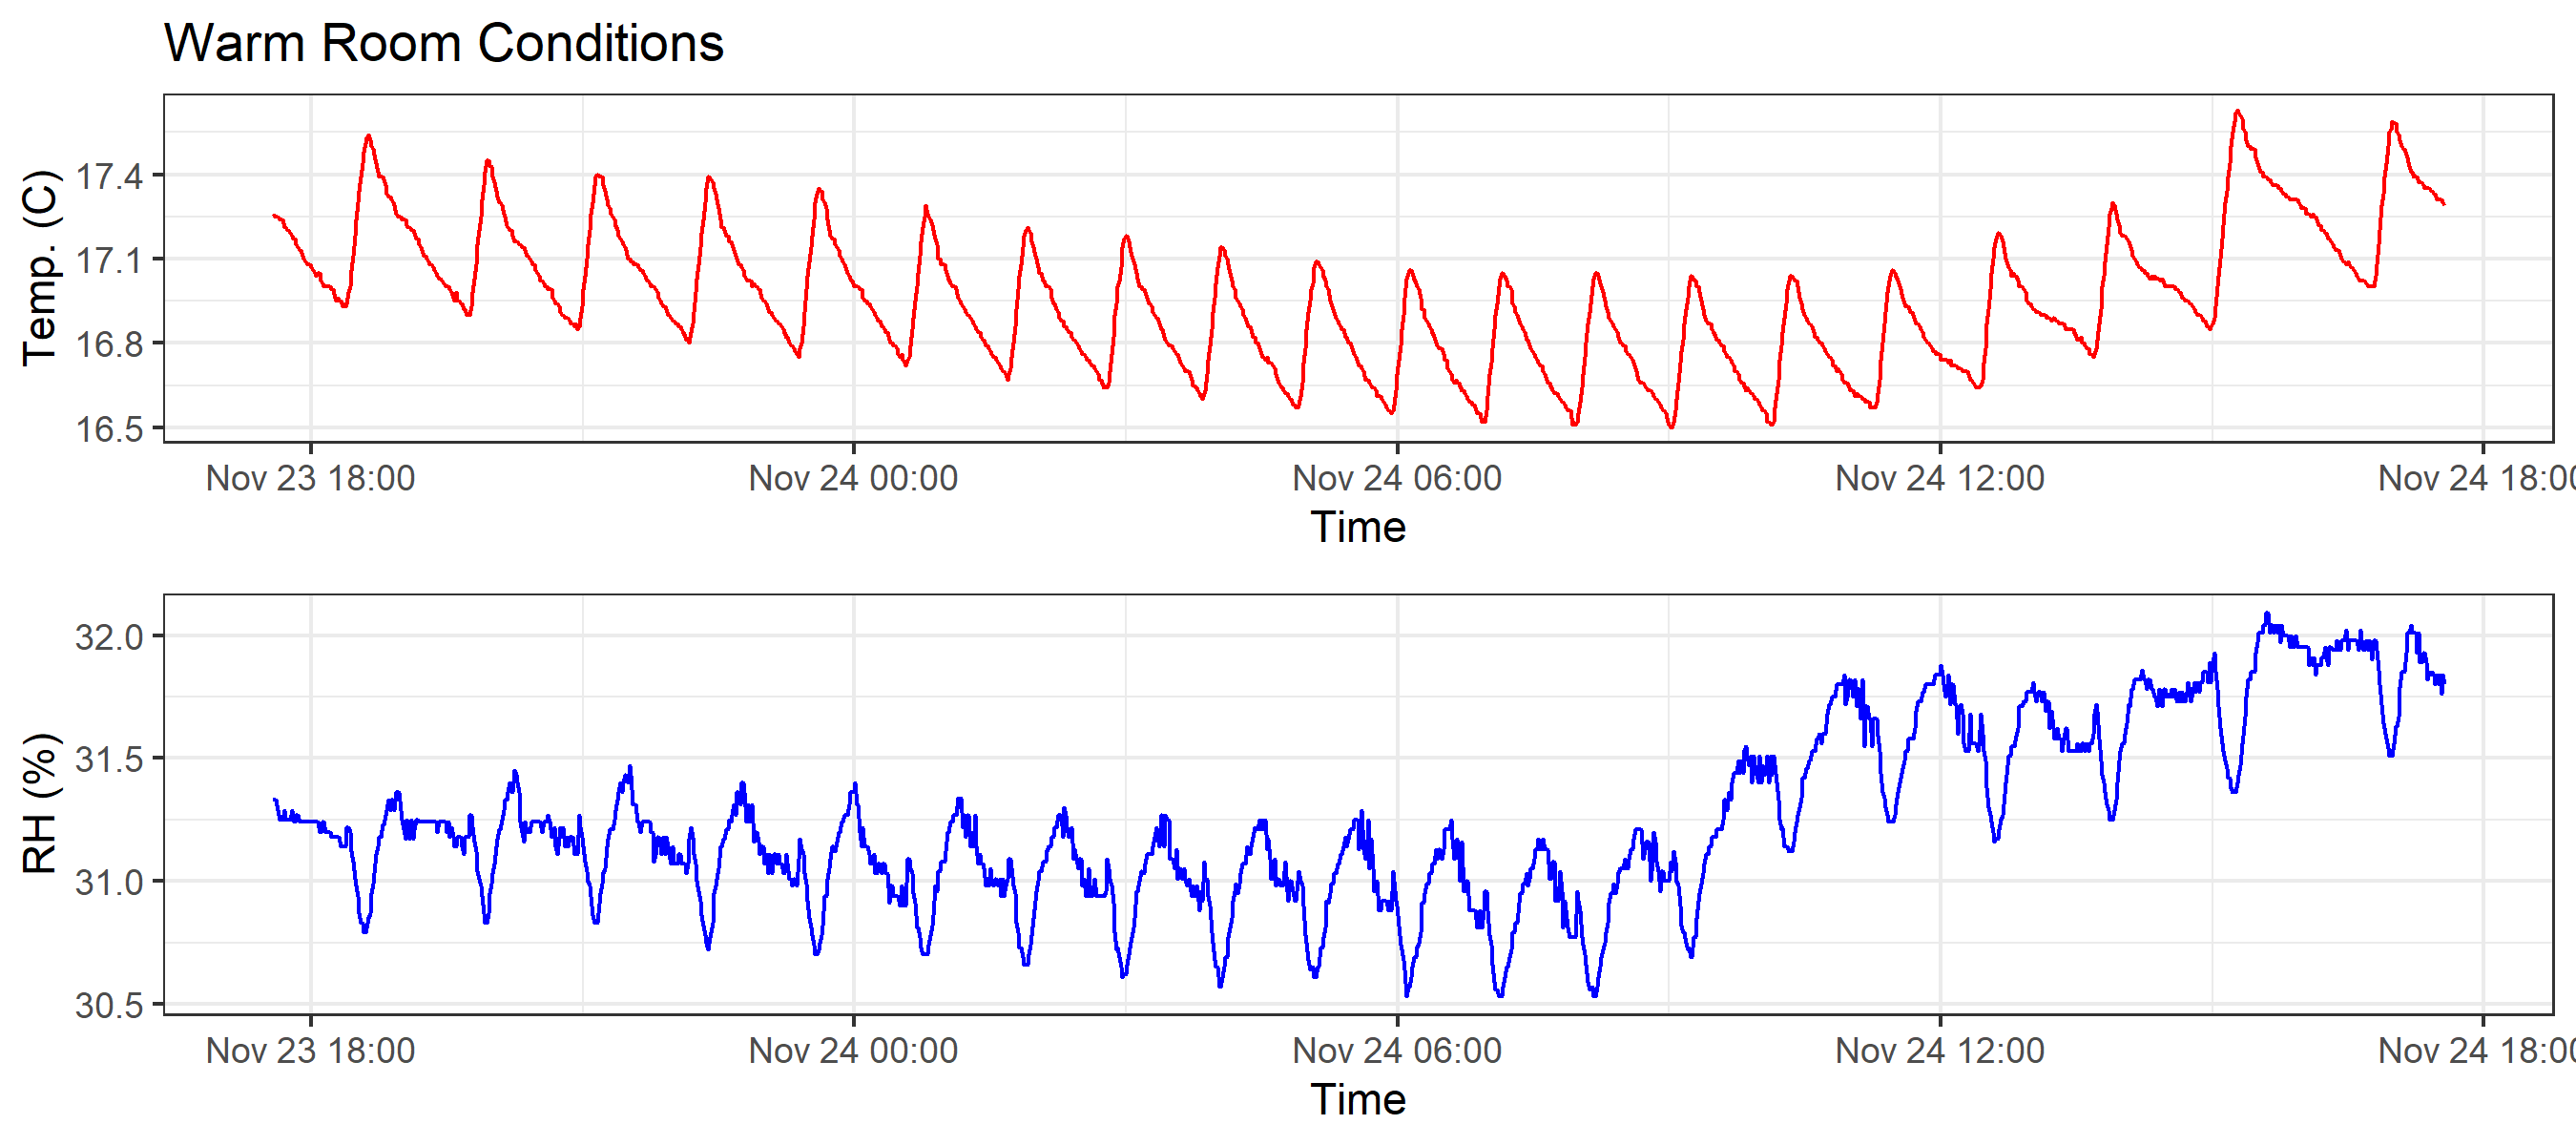 Warm Room Conditions
Temp. (C)
17.4
17.1
16.8
16.5
Nov 23 18:00 Nov 24 00:00 Nov 24 06:00 Nov 24 12:00 Nov 24 18:00
Time
RH (%)
32.0
31.5
31.0
30.5
Nov 23 18:00 Nov 24 00:00 Nov 24 06:00 Nov 24 12:00 Nov 24 18:00
Time